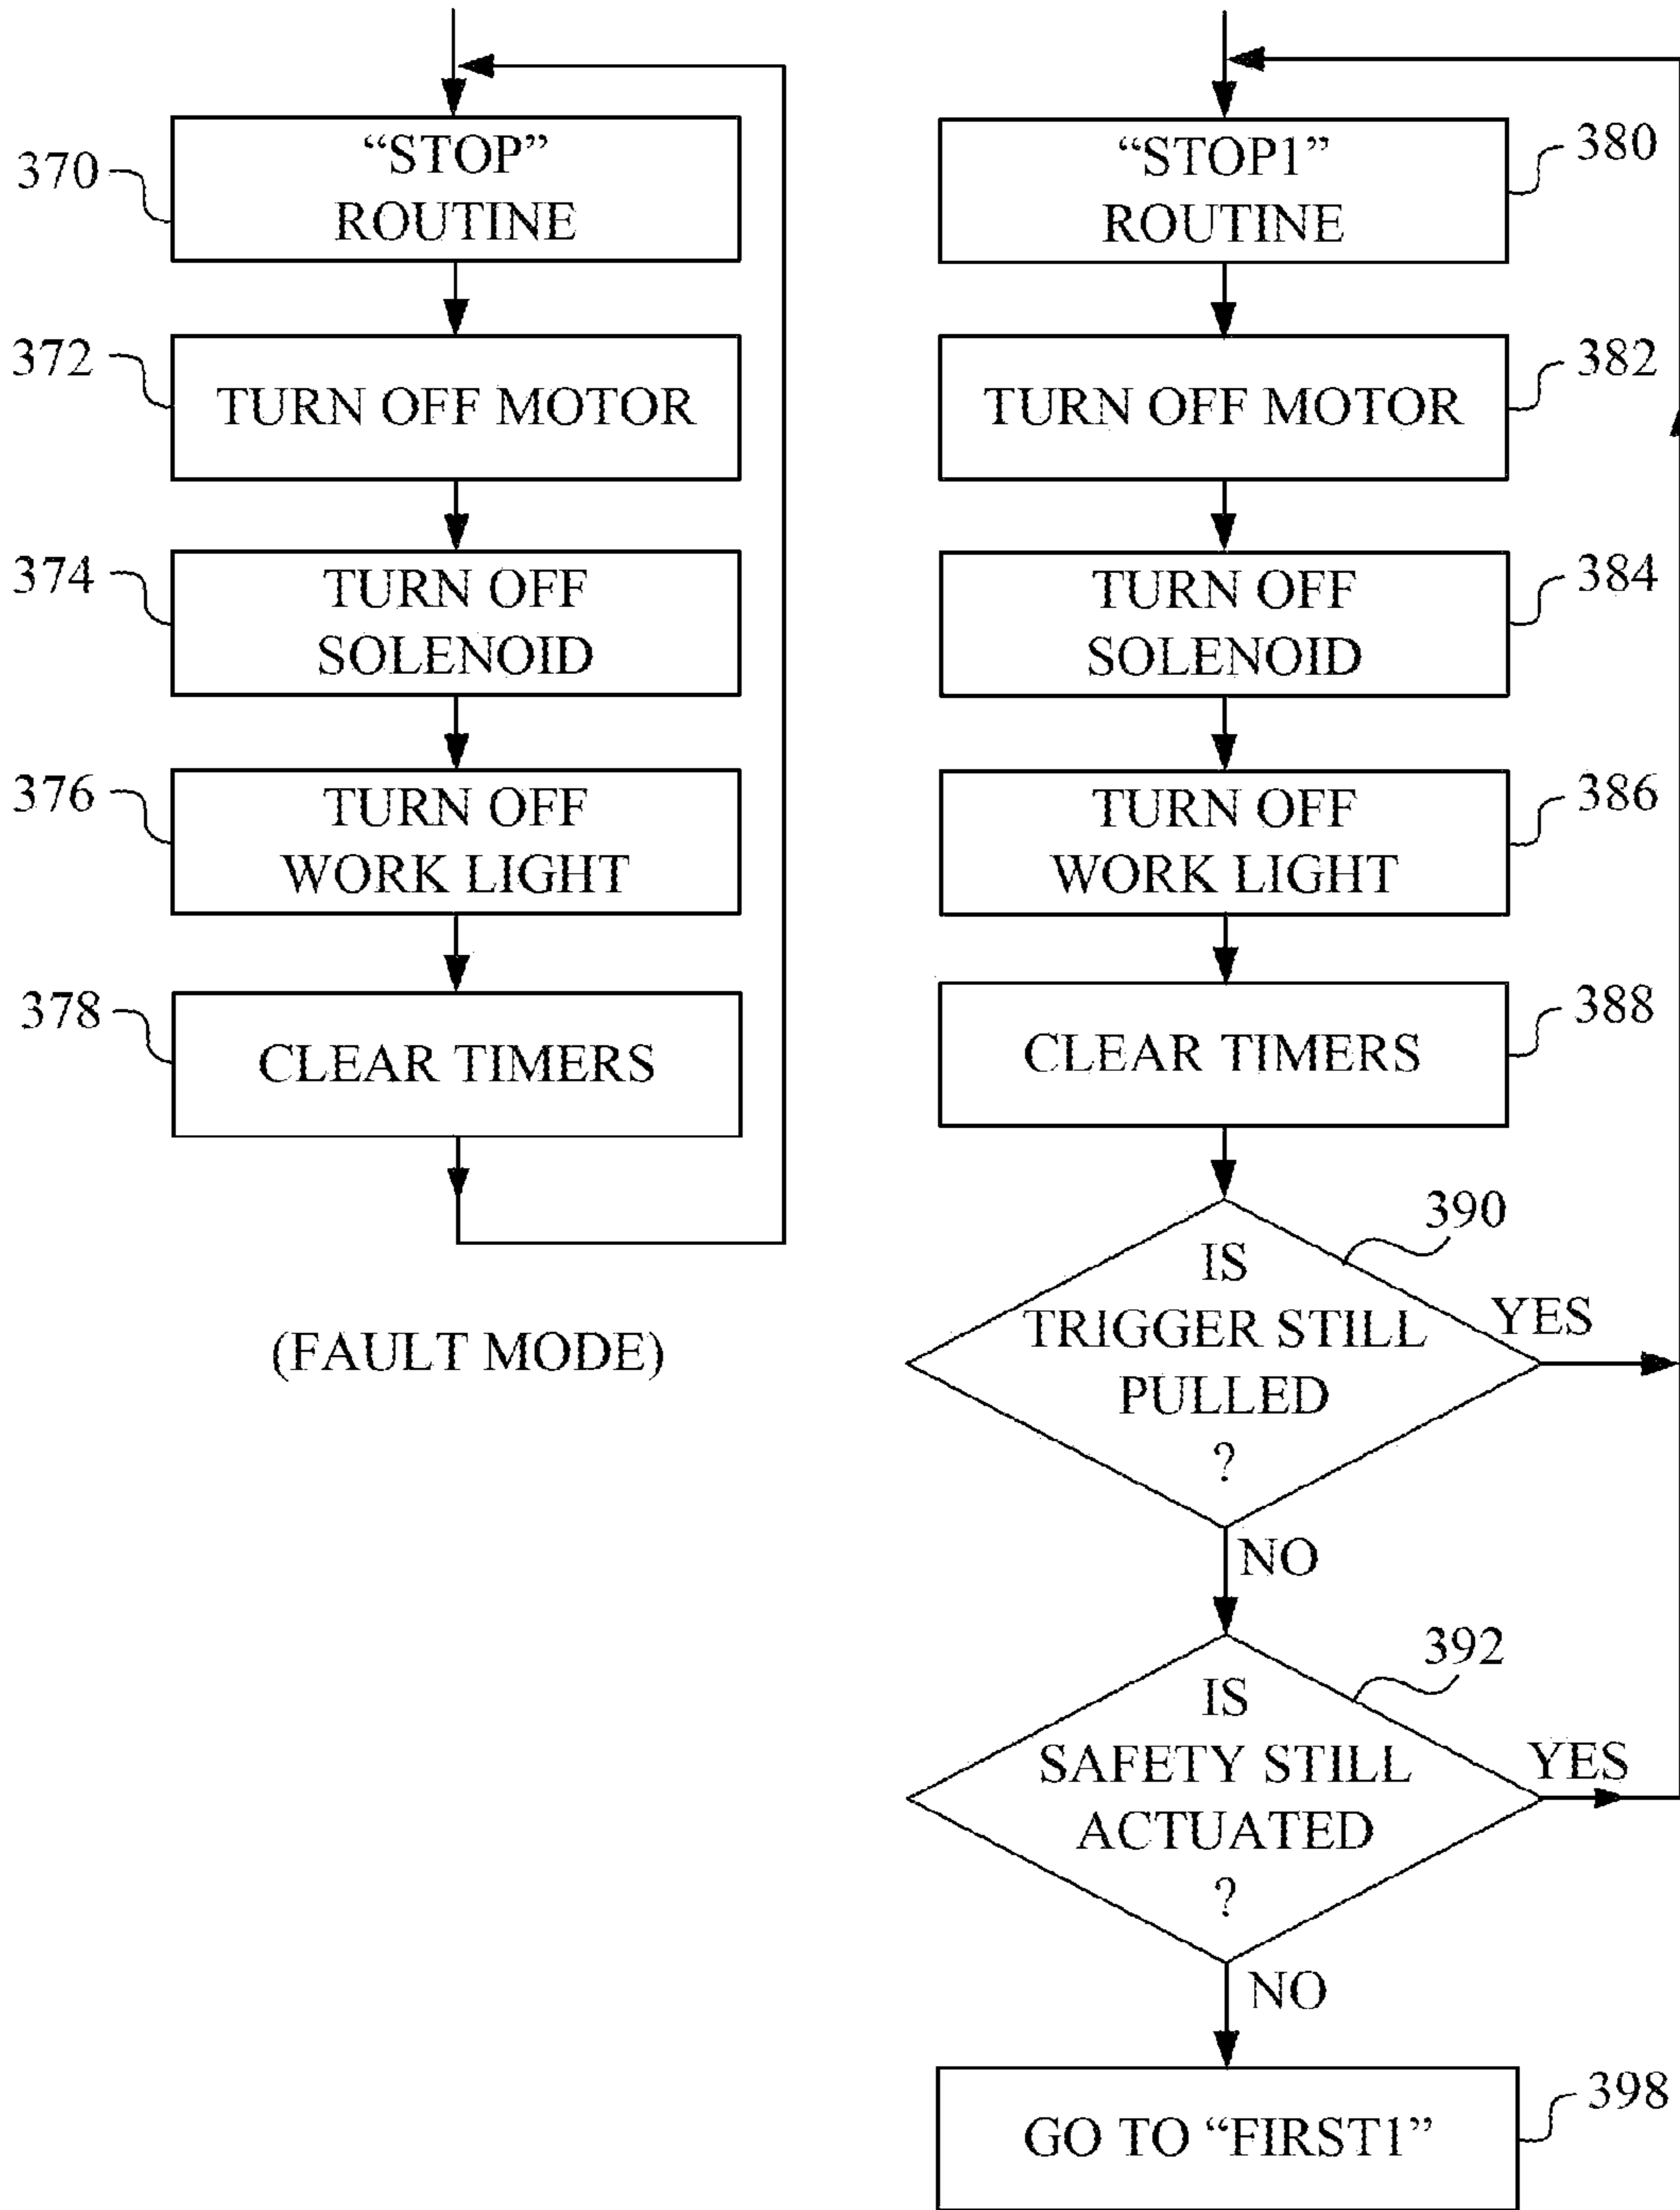 370
“STOP”
ROUTINE
372
TURN OFF MOTOR
374
TURN OFF
SOLENOID
376
TURN OFF
WORK LIGHT
378
CLEAR TIMERS
(FAULT MODE)
“STOP1”
ROUTINE
380
TURN OFF MOTOR
382
TURN OFF
SOLENOID
384
TURN OFF
WORK LIGHT
386
CLEAR TIMERS
388
390
IS
TRIGGER STILL
PULLED
?
YES
NO
392
IS
SAFETY STILL
ACTUATED
?
YES
NO
GO TO “FIRST1”
398